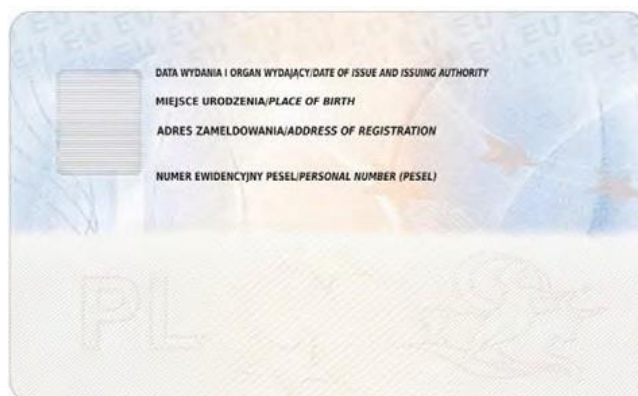 DATA WYDANIA I ORGAN WYDAJĄCY/DATE OF ISSUE AND ISSUING AUTHORITY
MIEJSCE URODZENIA/PLACE OF BIRTH
ADRES ZAMELDOWANIA/ADDRESS OF REGISTRATION
NUMER EWIDENCYJNY PESEL/PERSONAL NUMBER (PESEL)
PL